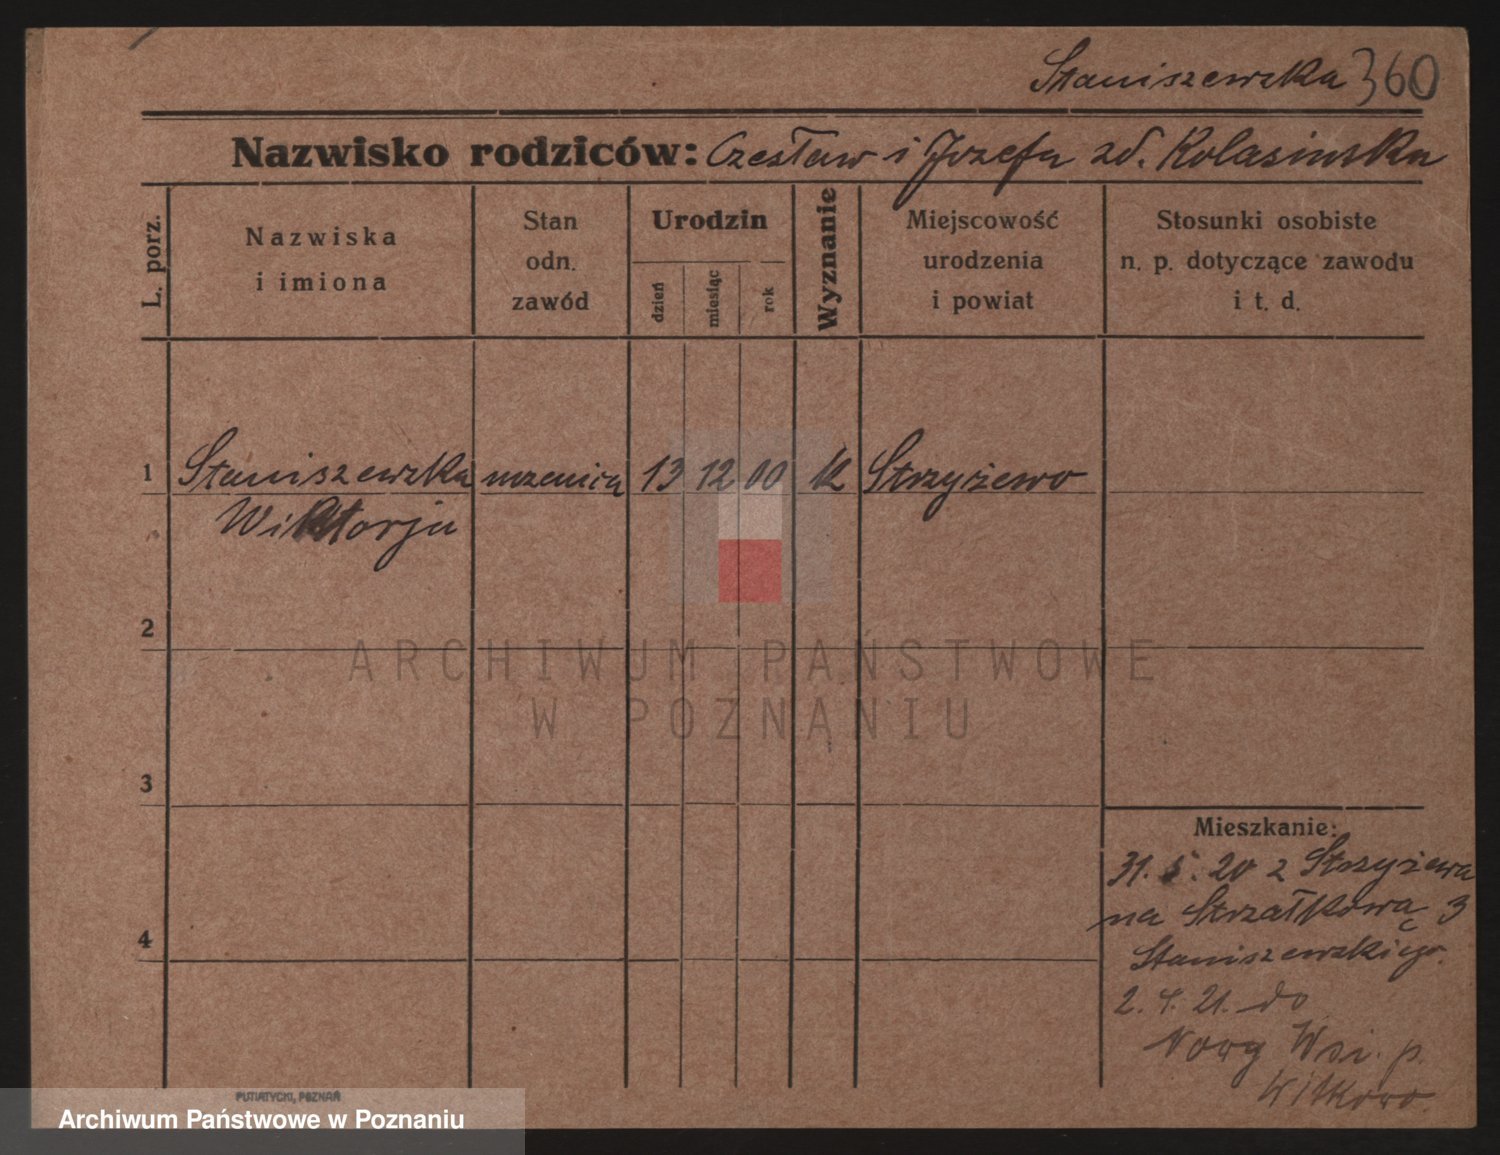 Staniszewska 360
Nazwisko rodziców: Czesław i Józefa zd. Kolasińska
L. porz.
Nazwiska
i imiona
Stan
odn.
zawód
Urodzin
dzień
miesiąc
rok
Wyznanie
Miejscowość
urodzenia
i powiat
Stosunki osobiste
n. p. dotyczące zawodu
i t. d.
1 Staniszewska uczenica 13 12 00 k Strzyżewo
Wiktorja
2
3
4
ARCHIWUM PAŃSTWOWE
W POZNANIU
Mieszkanie:
31. 5. 20 z Strzyżewa
na Strzałkową 3
Staniszewskiego.
2. 4. 21. do
Nowej Wsi. p.
Witkowo.
PUTIATYCKI, POZNAŃ
Archiwum Państwowe w Poznaniu